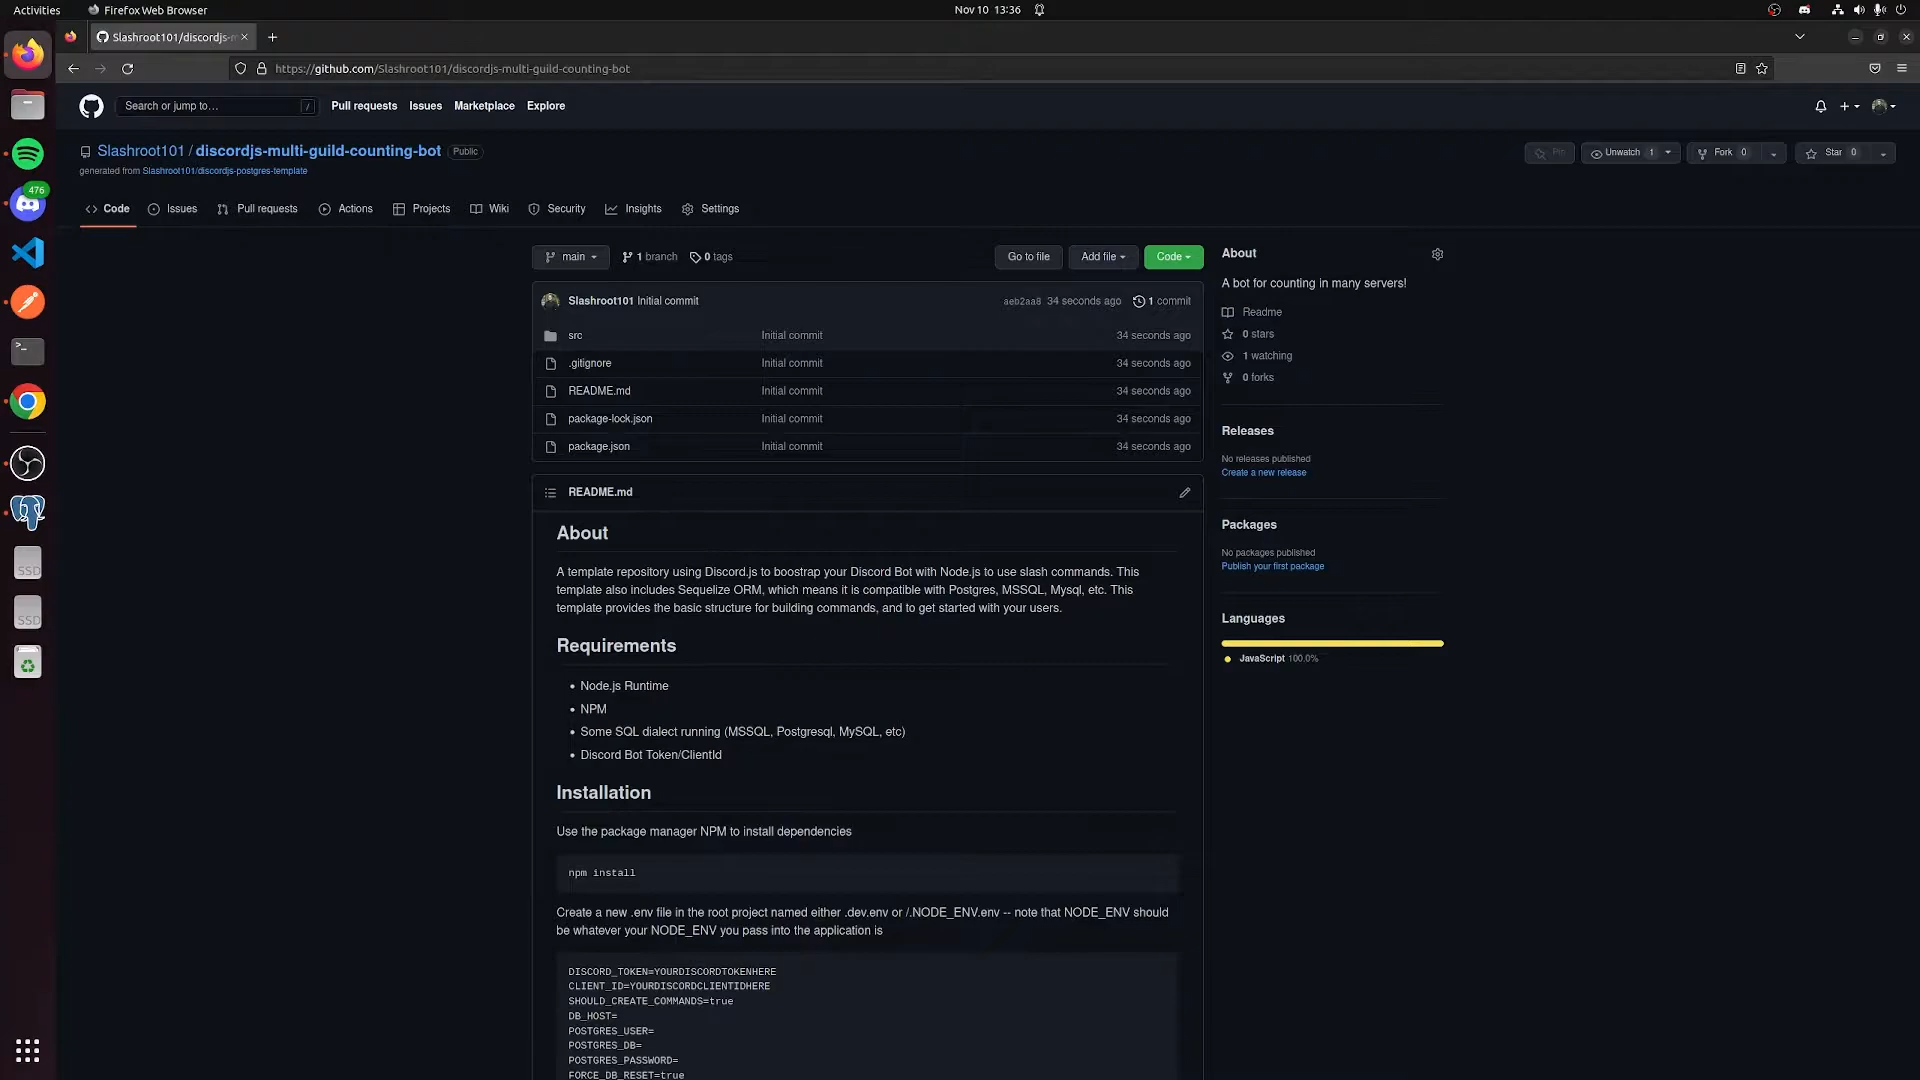 Activities
Firefox Web Browser
Nov 10 13:36
Slashroot101/discordjs-m
https://github.com/Slashroot101/discordjs-multi-guild-counting-bot
476
Search or jump to…
/
Pull requests
Issues
Marketplace
Explore
Slashroot101 / discordjs-multi-guild-counting-bot
Public
generated from Slashroot101/discordjs-postgres-template
Pin
Unwatch 1
Fork 0
Star 0
Code
Issues
Pull requests
Actions
Projects
Wiki
Security
Insights
Settings
main
1 branch
0 tags
Go to file
Add file
Code
Slashroot101 Initial commit
aeb2aa8 34 seconds ago
1 commit
src Initial commit 34 seconds ago
.gitignore Initial commit 34 seconds ago
README.md Initial commit 34 seconds ago
package-lock.json Initial commit 34 seconds ago
package.json Initial commit 34 seconds ago
README.md
About
A template repository using Discord.js to boostrap your Discord Bot with Node.js to use slash commands. This
template also includes Sequelize ORM, which means it is compatible with Postgres, MSSQL, Mysql, etc. This
template provides the basic structure for building commands, and to get started with your users.
Requirements
• Node.js Runtime
• NPM
• Some SQL dialect running (MSSQL, Postgresql, MySQL, etc)
• Discord Bot Token/ClientId
Installation
Use the package manager NPM to install dependencies
npm install
Create a new .env file in the root project named either .dev.env or /.NODE_ENV.env -- note that NODE_ENV should
be whatever your NODE_ENV you pass into the application is
DISCORD_TOKEN=YOURDISCORDTOKENHERE
CLIENT_ID=YOURDISCORDCLIENTIDHERE
SHOULD_CREATE_COMMANDS=true
DB_HOST=
POSTGRES_USER=
POSTGRES_DB=
POSTGRES_PASSWORD=
FORCE_DB_RESET=true
About
A bot for counting in many servers!
Readme
0 stars
1 watching
0 forks
Releases
No releases published
Create a new release
Packages
No packages published
Publish your first package
Languages
JavaScript 100.0%
SSD
SSD